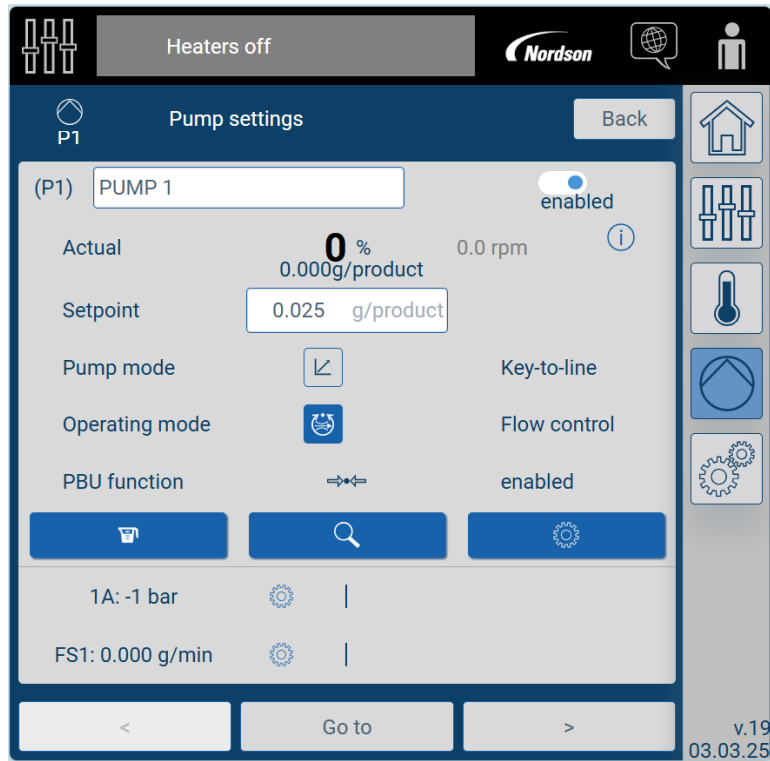 Heaters off
Nordson
P1
Pump settings
Back
(P1) PUMP 1
enabled
Actual 0 % 0.0 rpm
0.000g/product
Setpoint 0.025 g/product
Pump mode Key-to-line
Operating mode Flow control
PBU function enabled
1A: -1 bar
FS1: 0.000 g/min
< Go to >
v.19
03.03.25